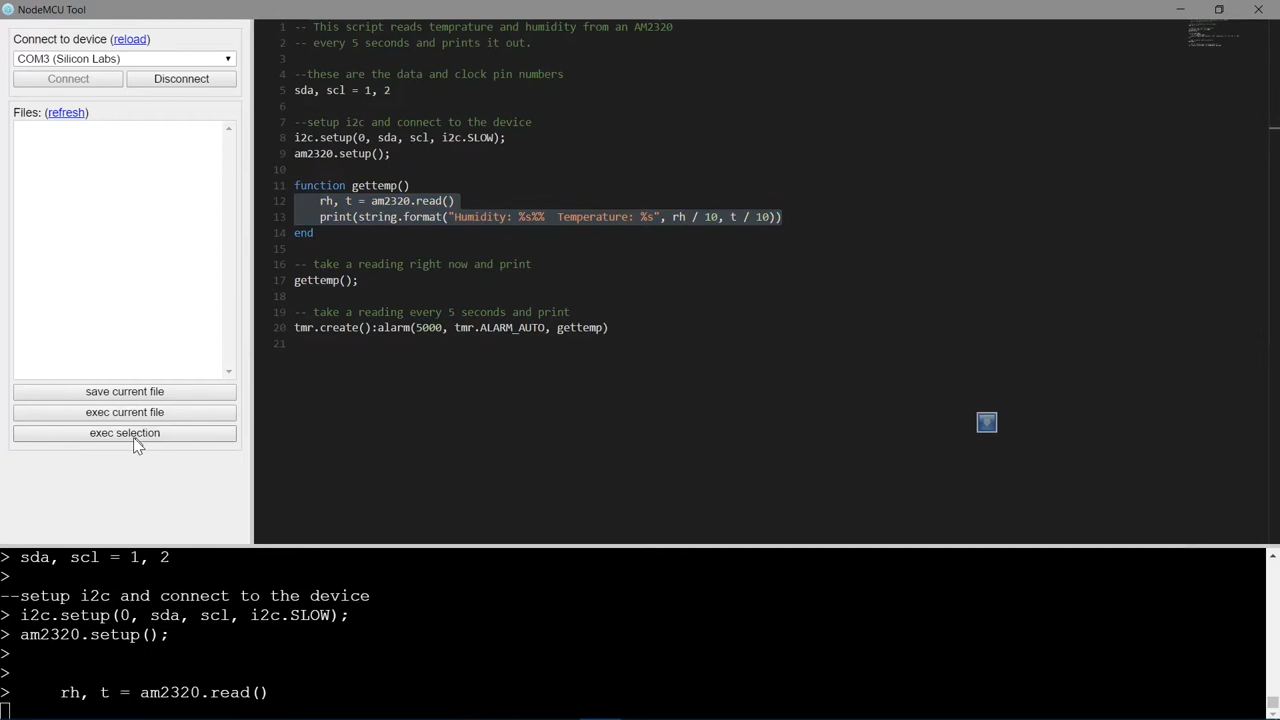 NodeMCU Tool
Connect to device (reload)
COM3 (Silicon Labs)
Connect
Disconnect
Files: (refresh)
save current file
exec current file
exec selection
1 -- This script reads temprature and humidity from an AM2320
2 -- every 5 seconds and prints it out.
3
4 --these are the data and clock pin numbers
5 sda, scl = 1, 2
6
7 --setup i2c and connect to the device
8 i2c.setup(0, sda, scl, i2c.SLOW);
9 am2320.setup();
10
11 function gettemp()
12 rh, t = am2320.read()
13 print(string.format("Humidity: %s%%  Temperature: %s", rh / 10, t / 10))
14 end
15
16 -- take a reading right now and print
17 gettemp();
18
19 -- take a reading every 5 seconds and print
20 tmr.create():alarm(5000, tmr.ALARM_AUTO, gettemp)
21
> sda, scl = 1, 2
>
--setup i2c and connect to the device
> i2c.setup(0, sda, scl, i2c.SLOW);
> am2320.setup();
>
>
> rh, t = am2320.read()